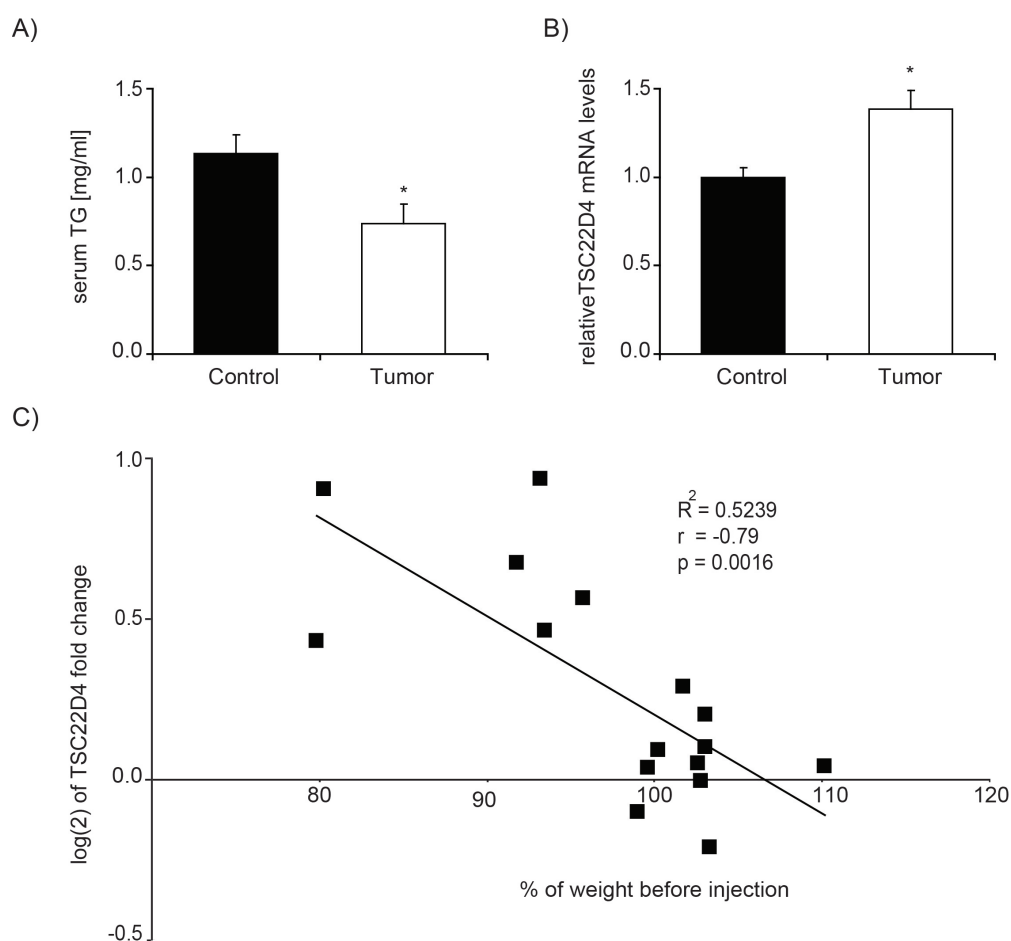 A)
B)
1.5
1.0
0.5
0.0
serum TG [mg/ml]
*
Control
Tumor
1.5
1.0
0.5
0.0
relativeTSC22D4 mRNA levels
*
Control
Tumor
C)
1.0
0.5
0.0
-0.5
log(2) of TSC22D4 fold change
R2 = 0.5239
r = -0.79
p = 0.0016
80
90
100
110
120
% of weight before injection